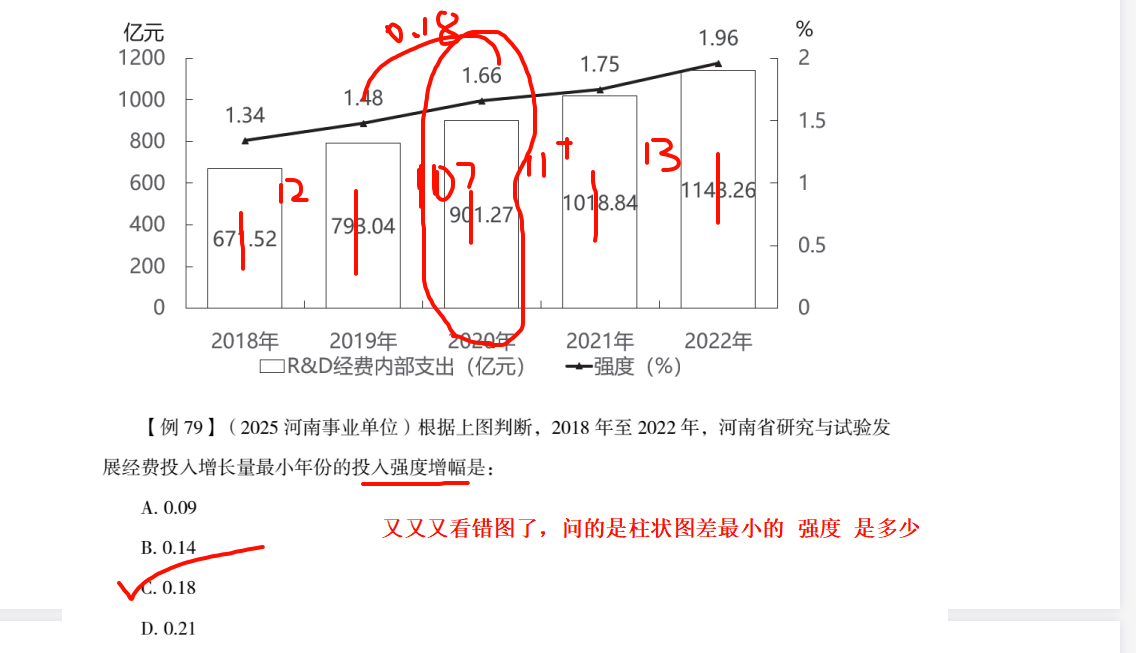 亿元 0.18 %
1200 1.66 1.96 2
1.75
1000 1.48
1.34 1.5
800 11+ 13
600 12 107 1
671.52 793.04 901.27 1018.84 1143.26
400
200 0.5
0 0
2018年 2019年 2020年 2021年 2022年
R&D经费内部支出（亿元） 强度（%）
【例 79】（2025 河南事业单位）根据上图判断，2018 年至 2022 年，河南省研究与试验发
展经费投入增长量最小年份的投入强度增幅是：
A. 0.09
又又又看错图了，问的是柱状图差最小的 强度 是多少
B. 0.14
C. 0.18
D. 0.21